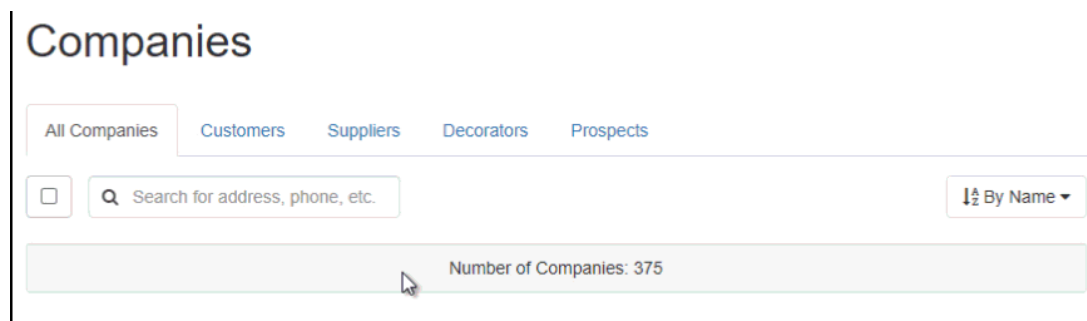 Companies
All Companies Customers Suppliers Decorators Prospects
Search for address, phone, etc. By Name
Number of Companies: 375